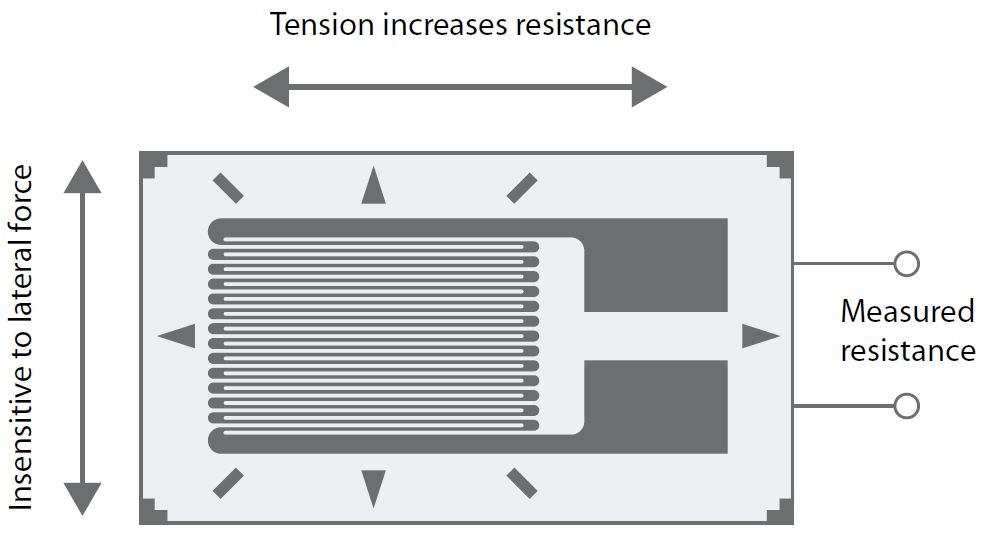 Tension increases resistance
Insensitive to lateral force
Measured
resistance